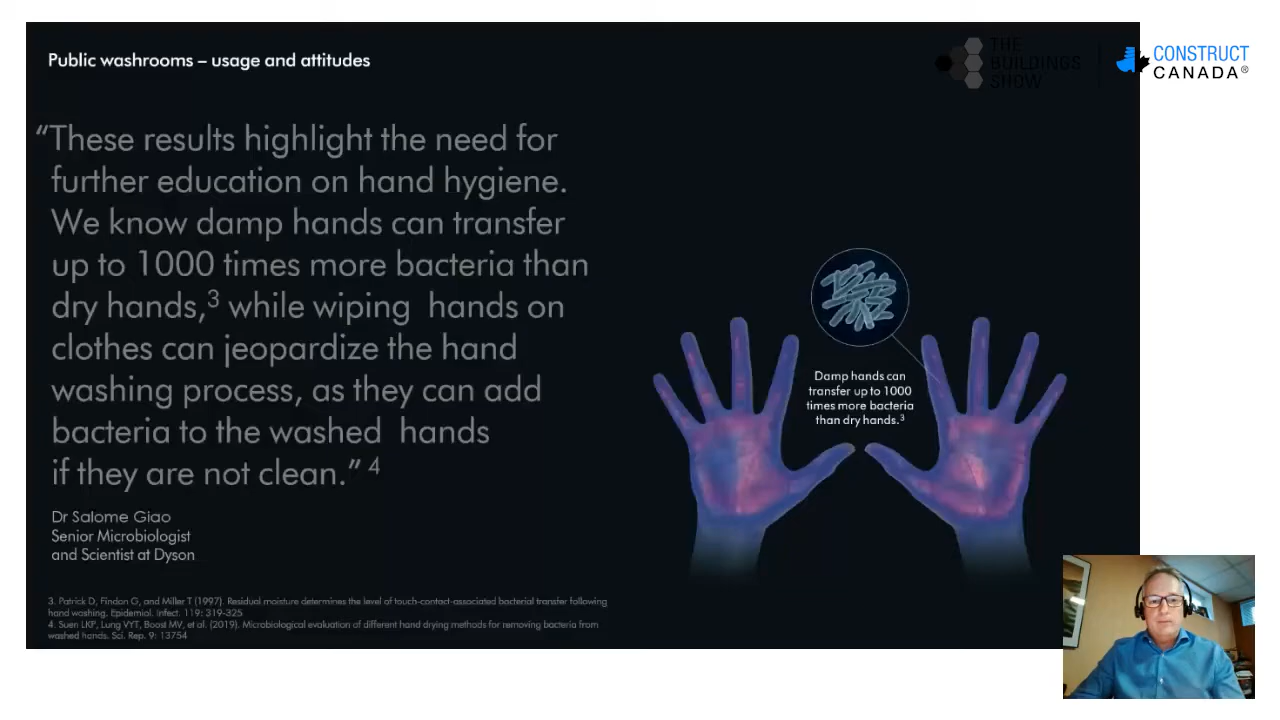 Public washrooms – usage and attitudes
THE
BUILDINGS
SHOW
CONSTRUCT
CANADA®
“These results highlight the need for
further education on hand hygiene.
We know damp hands can transfer
up to 1000 times more bacteria than
dry hands,³ while wiping hands on
clothes can jeopardize the hand
washing process, as they can add
bacteria to the washed hands
if they are not clean.” ⁴
Dr Salome Giao
Senior Microbiologist
and Scientist at Dyson
Damp hands can
transfer up to 1000
times more bacteria
than dry hands.³
3. Patrick D, Findon G, and Miller T (1997). Residual moisture determines the level of touch-contact-associated bacterial transfer following
hand washing. Epidemiol. Infect. 119: 319-325
4. Suen LKP, Lung VYT, Boost MV, et al. (2019). Microbiological evaluation of different hand drying methods for removing bacteria from
washed hands. Sci. Rep. 9: 13754